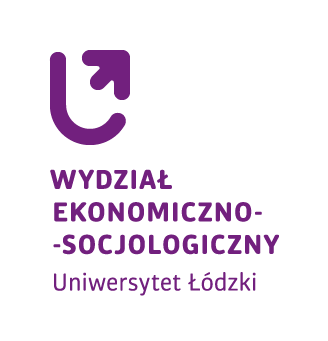 WYDZIAŁ
EKONOMICZNO-
-SOCJOLOGICZNY
Uniwersytet Łódzki